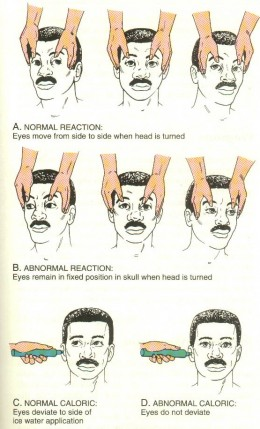 A. NORMAL REACTION:
Eyes move from side to side when head is turned
B. ABNORMAL REACTION:
Eyes remain in fixed position in skull when head is turned
C. NORMAL CALORIC:
Eyes deviate to side of
ice water application
D. ABNORMAL CALORIC:
Eyes do not deviate